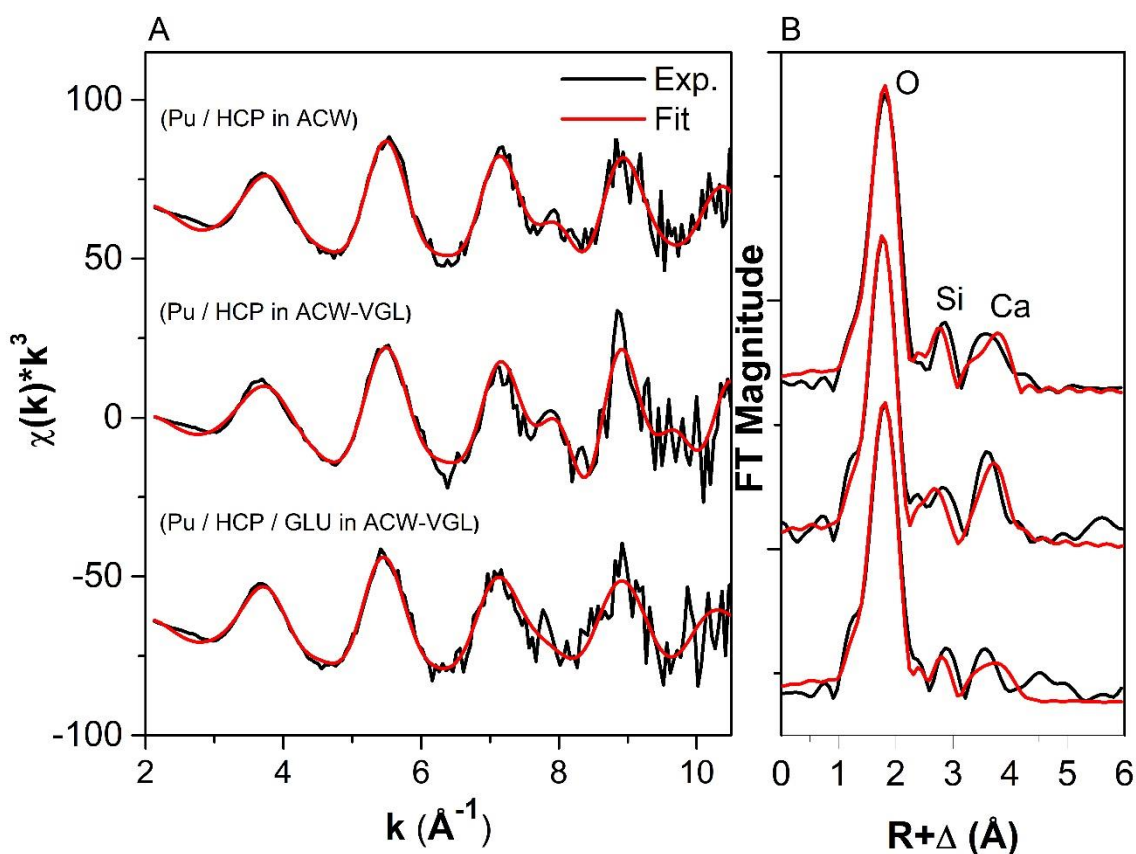 A
B
Exp.
Fit
(Pu / HCP in ACW)
(Pu / HCP in ACW-VGL)
(Pu / HCP / GLU in ACW-VGL)
100
50
0
-50
-100
χ(k)*k³
2
4
6
8
10
k (Å⁻¹)
O
Si
Ca
FT Magnitude
0
1
2
3
4
5
6
R+Δ (Å)